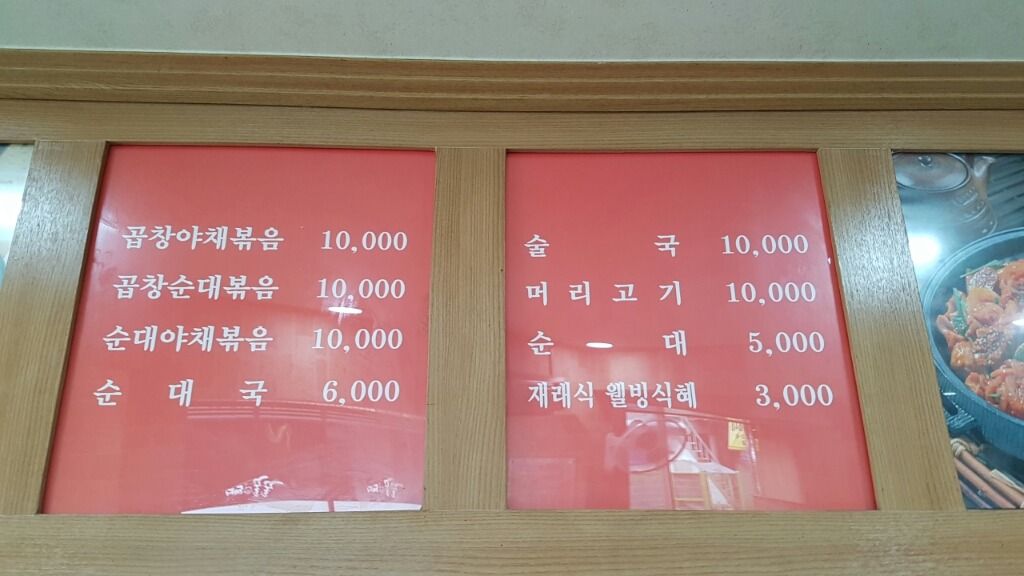 곱창야채볶음 10,000
곱창순대볶음 10,000
순대야채볶음 10,000
순대국 6,000
술국 10,000
머리고기 10,000
순대 5,000
재래식 웰빙식혜 3,000